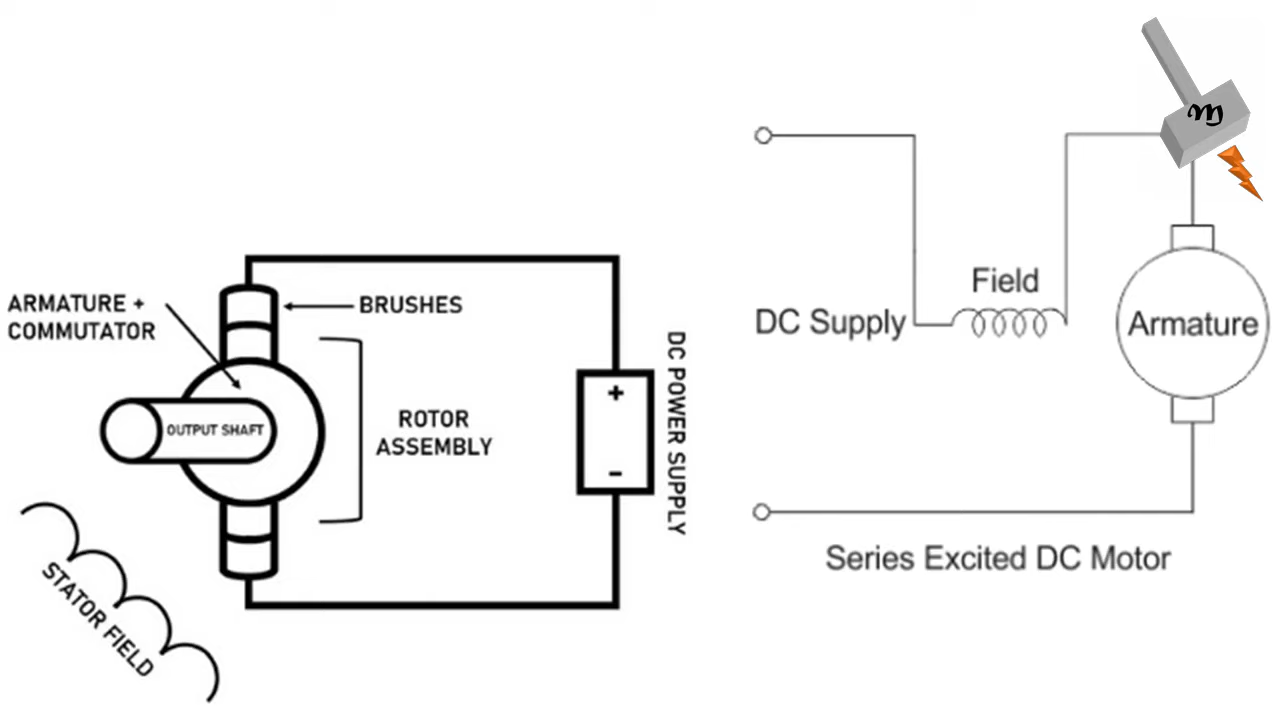 ARMATURE +
COMMUTATOR
BRUSHES
OUTPUT SHAFT
ROTOR
ASSEMBLY
+
-
DC POWER SUPPLY
STATOR FIELD
Field
DC Supply
Armature
Series Excited DC Motor